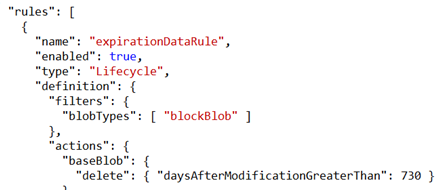 "rules": [
{
"name": "expirationDataRule",
"enabled": true,
"type": "Lifecycle",
"definition": {
"filters": {
"blobTypes": [ "blockBlob" ]
},
"actions": {
"baseBlob": {
"delete": { "daysAfterModificationGreaterThan": 730 }
}